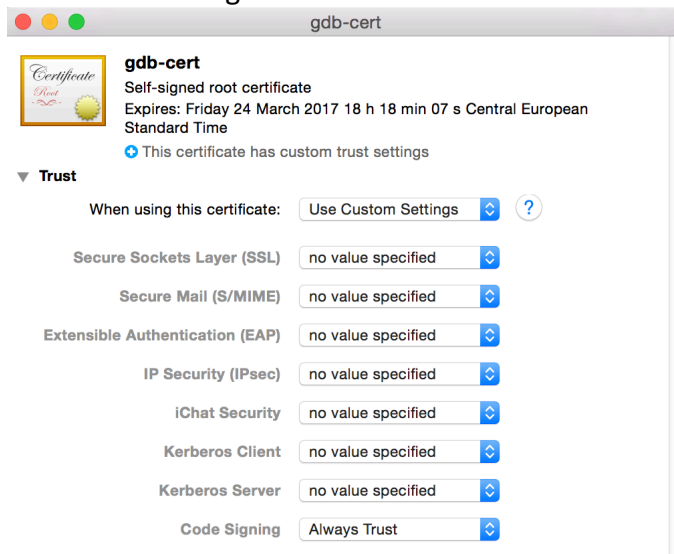 gdb-cert
Certificate
Root
gdb-cert
Self-signed root certificate
Expires: Friday 24 March 2017 18 h 18 min 07 s Central European
Standard Time
This certificate has custom trust settings
Trust
When using this certificate: Use Custom Settings ?
Secure Sockets Layer (SSL) no value specified
Secure Mail (S/MIME) no value specified
Extensible Authentication (EAP) no value specified
IP Security (IPsec) no value specified
iChat Security no value specified
Kerberos Client no value specified
Kerberos Server no value specified
Code Signing Always Trust